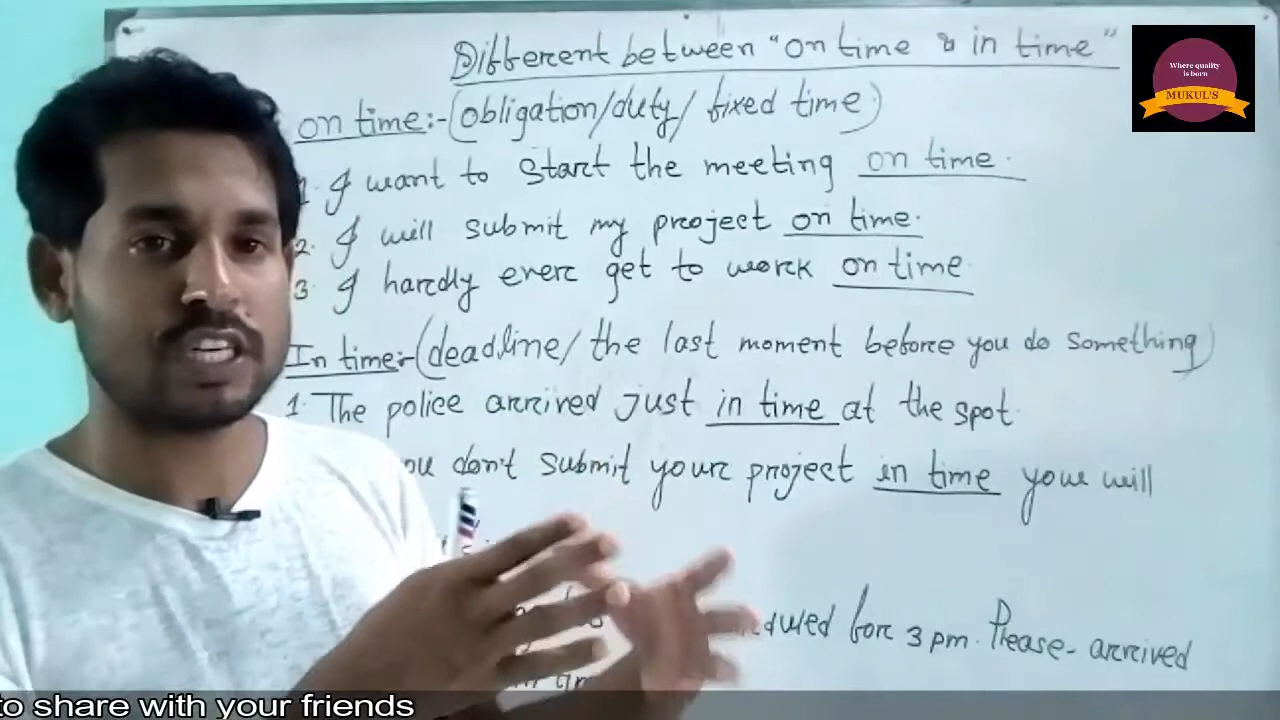 Different between "on time & in time"
Where quality
is born
MUKUL'S
on time:- (obligation/duty/ fixed time)
1. I want to start the meeting on time.
2. I will submit my project on time.
3. I hardly ever get to work on time
In time:- (deadline/ the last moment before you do something)
1. The police arrived just in time at the spot.
don't submit your project in time your will
for 3 pm. Please arrived
to share with your friends